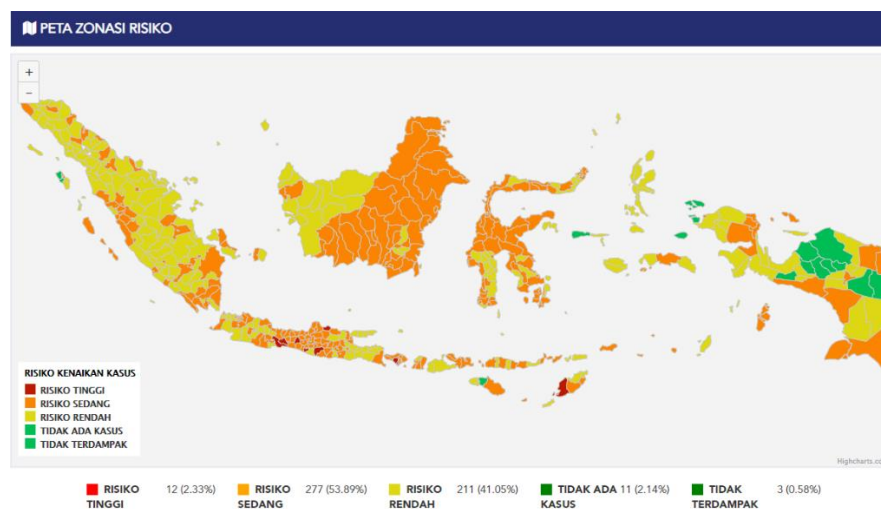 PETA ZONASI RISIKO
+
−
RISIKO KENAIKAN KASUS
RISIKO TINGGI
RISIKO SEDANG
RISIKO RENDAH
TIDAK ADA KASUS
TIDAK TERDAMPAK
Highcharts.co
RISIKO TINGGI 12 (2.33%)
RISIKO SEDANG 277 (53.89%)
RISIKO RENDAH 211 (41.05%)
TIDAK ADA KASUS 11 (2.14%)
TIDAK TERDAMPAK 3 (0.58%)